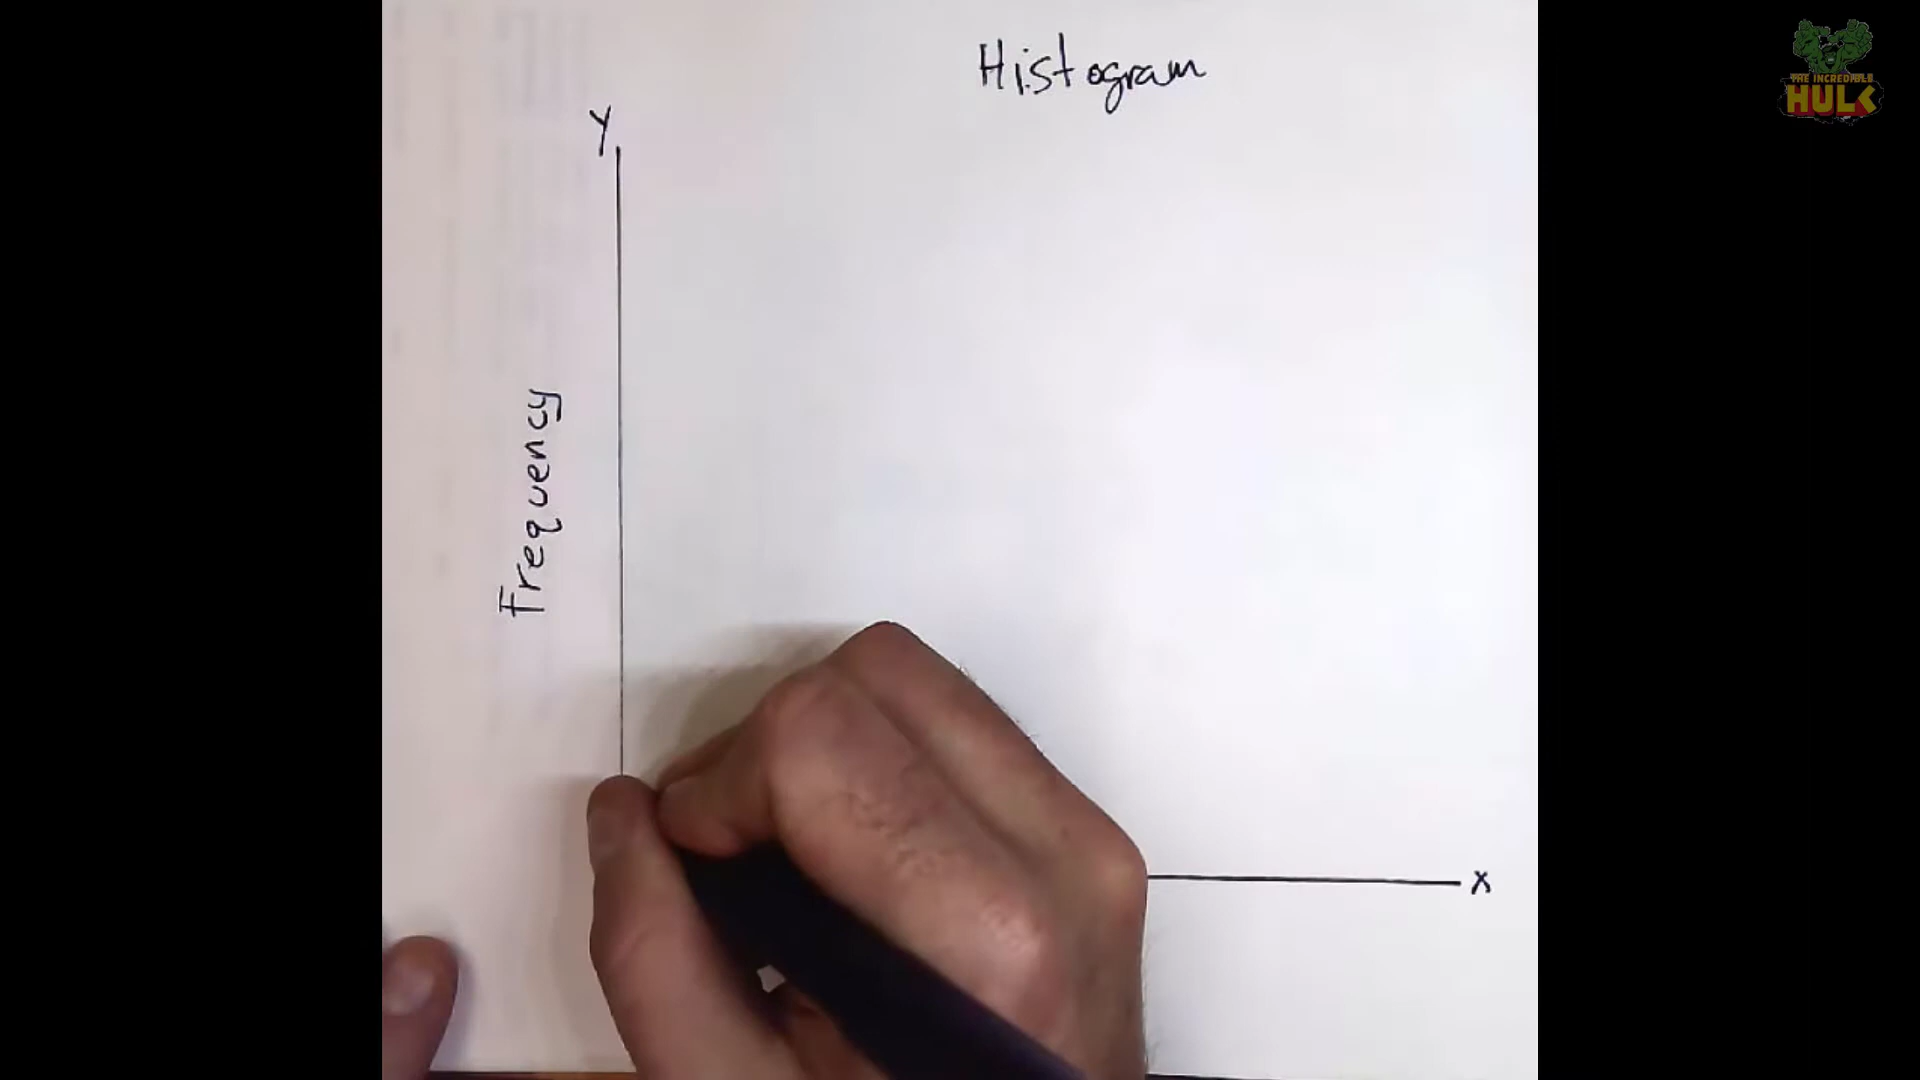 Histogram
THE INCREDIBLE
HULK
y
Frequency
x